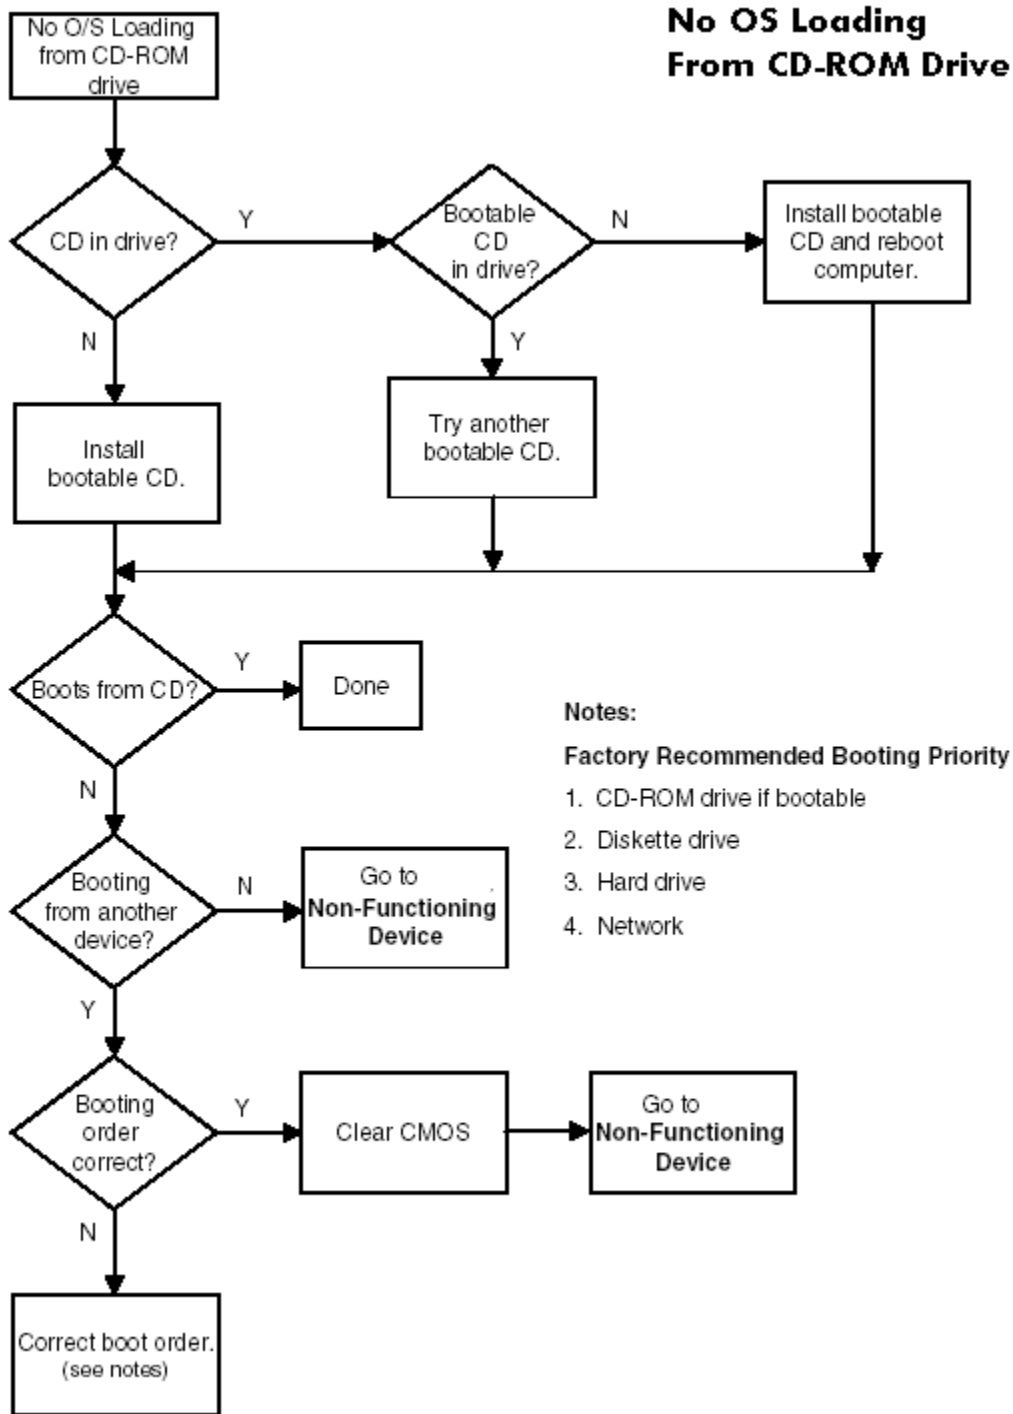 No OS Loading
From CD-ROM Drive
No O/S Loading
from CD-ROM
drive
CD in drive?
Y
N
Bootable
CD
in drive?
N
Y
Install bootable
CD and reboot
computer.
Install
bootable CD.
Try another
bootable CD.
Boots from CD?
Y
N
Done
Booting
from another
device?
N
Y
Go to
Non-Functioning
Device
Booting
order
correct?
Y
N
Clear CMOS
Go to
Non-Functioning
Device
Correct boot order.
(see notes)
Notes:
Factory Recommended Booting Priority
1. CD-ROM drive if bootable
2. Diskette drive
3. Hard drive
4. Network